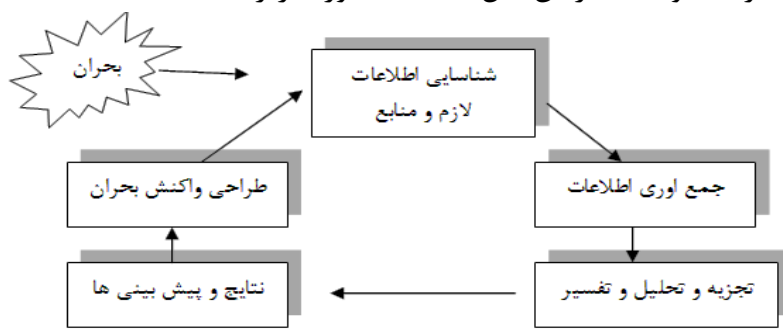 بحران
شناسایی اطلاعات
لازم و منابع
جمع اوری اطلاعات
تجزیه و تحلیل و تفسیر
نتایج و پیش بینی ها
طراحی واکنش بحران